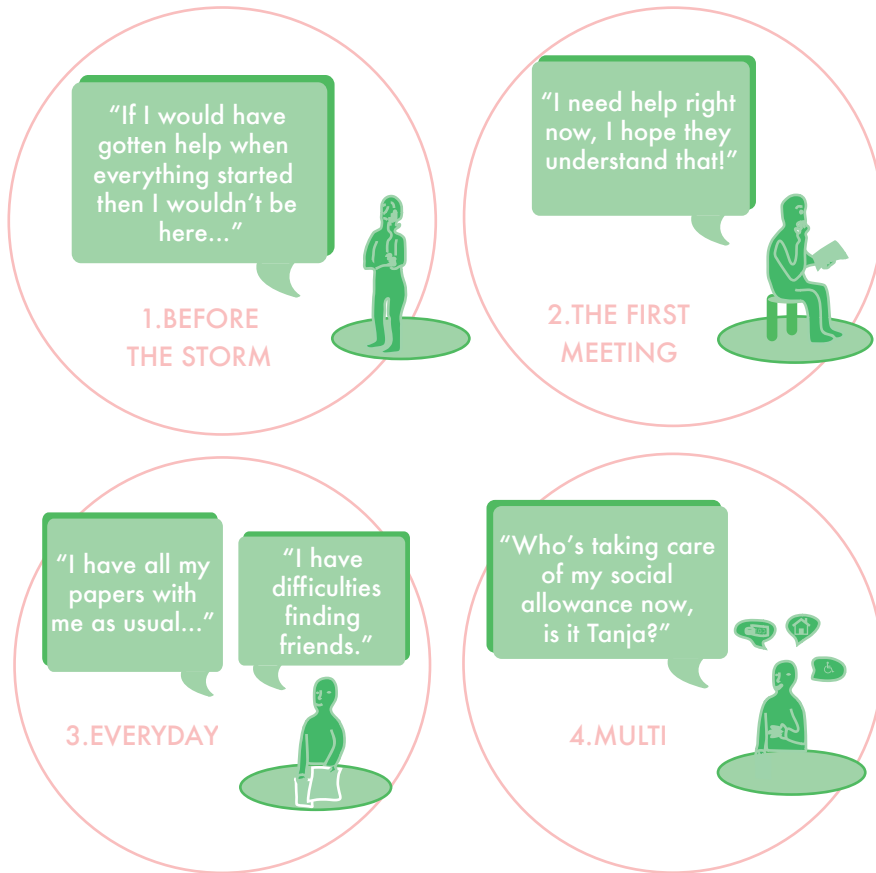 “If I would have
gotten help when
everything started
then I wouldn’t be
here...”
1.BEFORE
THE STORM
“I need help right
now, I hope they
understand that!”
2.THE FIRST
MEETING
“I have all my
papers with
me as usual...”
“I have
difficulties
finding
friends.”
3.EVERYDAY
“Who’s taking care
of my social
allowance now,
is it Tanja?”
4.MULTI